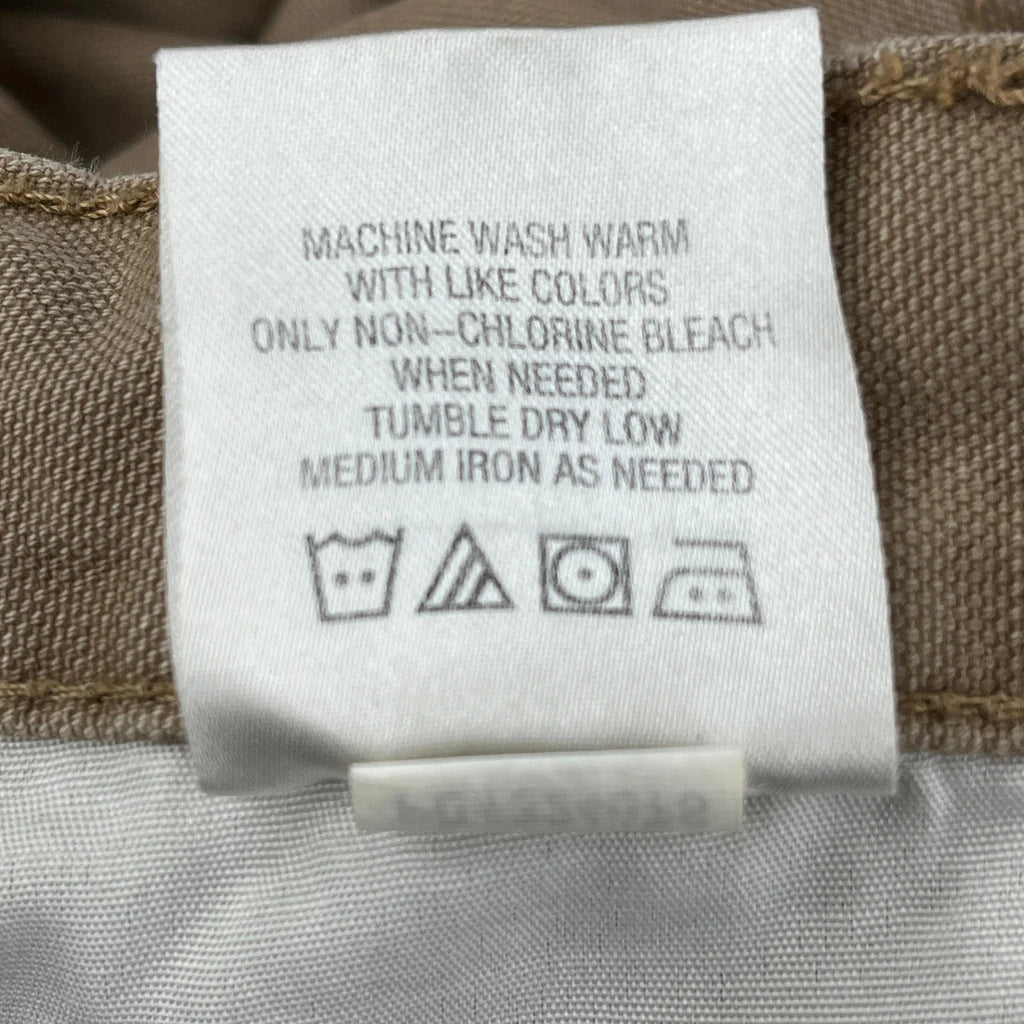 MACHINE WASH WARM
WITH LIKE COLORS
ONLY NON-CHLORINE BLEACH
WHEN NEEDED
TUMBLE DRY LOW
MEDIUM IRON AS NEEDED